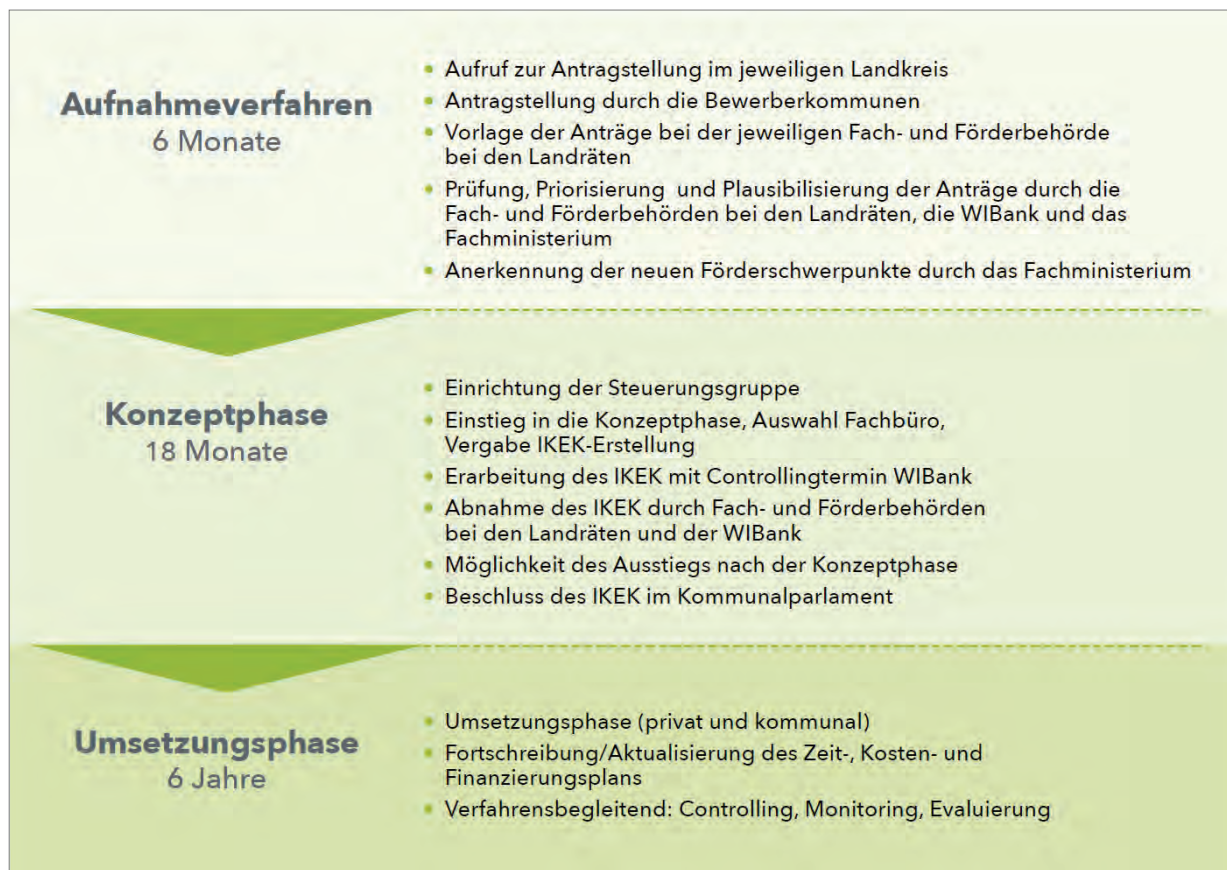 Aufnahmeverfahren
6 Monate
• Aufruf zur Antragstellung im jeweiligen Landkreis
• Antragstellung durch die Bewerberkommunen
• Vorlage der Anträge bei der jeweiligen Fach- und Förderbehörde
bei den Landräten
• Prüfung, Priorisierung und Plausibilisierung der Anträge durch die
Fach- und Förderbehörden bei den Landräten, die WIBank und das
Fachministerium
• Anerkennung der neuen Förderschwerpunkte durch das Fachministerium
Konzeptphase
18 Monate
• Einrichtung der Steuerungsgruppe
• Einstieg in die Konzeptphase, Auswahl Fachbüro,
Vergabe IKEK-Erstellung
• Erarbeitung des IKEK mit Controllingtermin WIBank
• Abnahme des IKEK durch Fach- und Förderbehörden
bei den Landräten und der WIBank
• Möglichkeit des Ausstiegs nach der Konzeptphase
• Beschluss des IKEK im Kommunalparlament
Umsetzungsphase
6 Jahre
• Umsetzungsphase (privat und kommunal)
• Fortschreibung/Aktualisierung des Zeit-, Kosten- und
Finanzierungsplans
• Verfahrensbegleitend: Controlling, Monitoring, Evaluierung